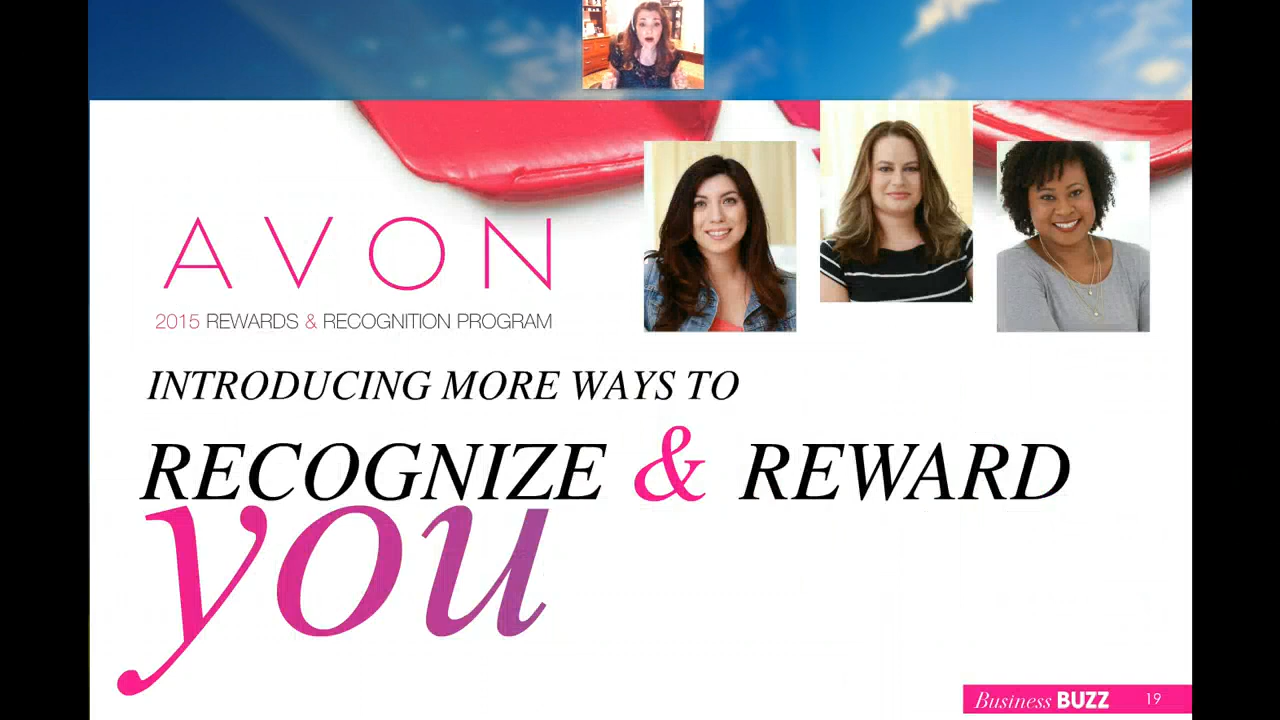 AVON
2015 REWARDS & RECOGNITION PROGRAM
INTRODUCING MORE WAYS TO
RECOGNIZE & REWARD
you
Business BUZZ 19